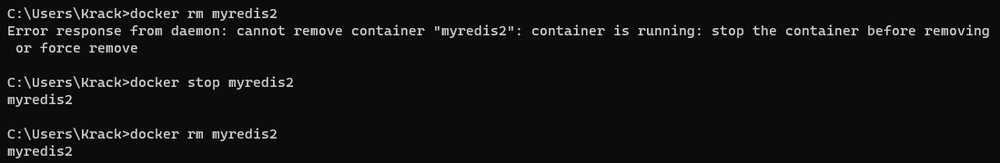 C:\Users\Krack>docker rm myredis2
Error response from daemon: cannot remove container "myredis2": container is running: stop the container before removing
 or force remove
C:\Users\Krack>docker stop myredis2
myredis2
C:\Users\Krack>docker rm myredis2
myredis2